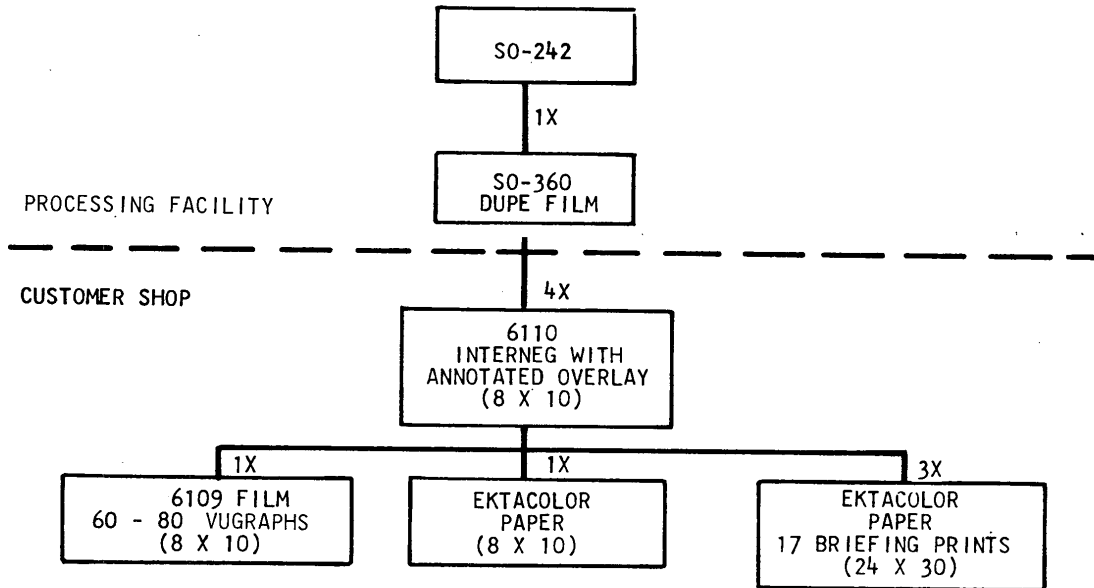 SO-242
1X
SO-360
DUPE FILM
PROCESSING FACILITY
CUSTOMER SHOP
4X
6110
INTERNEG WITH
ANNOTATED OVERLAY
(8 X 10)
1X
1X
3X
6109 FILM
60 - 80 VUGRAPHS
(8 X 10)
EKTACOLOR
PAPER
(8 X 10)
EKTACOLOR
PAPER
17 BRIEFING PRINTS
(24 X 30)